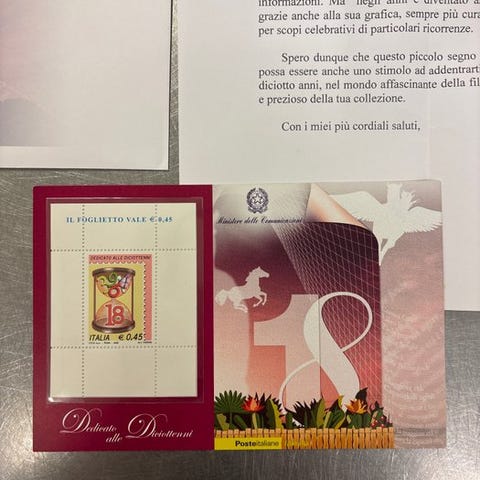 informazioni. Ma negli anni è diventato
grazie anche alla sua grafica, sempre più cura
per scopi celebrativi di particolari ricorrenze.
Spero dunque che questo piccolo segno
possa essere anche uno stimolo ad addentrarti
diciotto anni, nel mondo affascinante della fil
e prezioso della tua collezione.
Con i miei più cordiali saluti,
IL FOGLIETTO VALE € 0,45
DEDICATO ALLE DICIOTTENNI
18
ITALIA € 0,45
Dedicato
alle Diciottenni
Ministero delle Comunicazioni
18
Posteitaliane